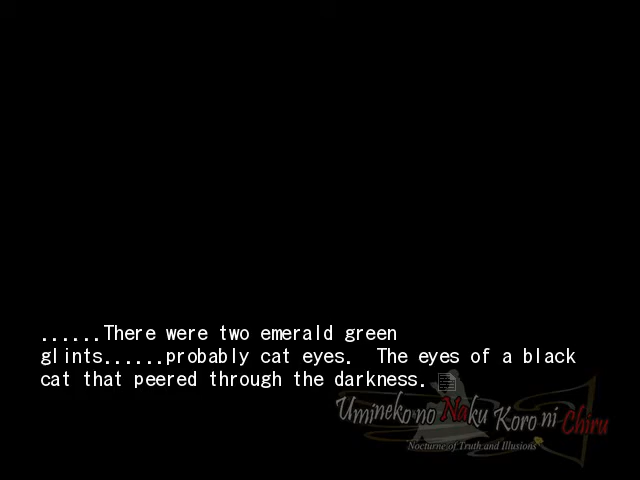 ......There were two emerald green
glints......probably cat eyes.  The eyes of a black
cat that peered through the darkness.
Umineko no Naku Koro ni Chiru
Nocturne of Truth and Illusions